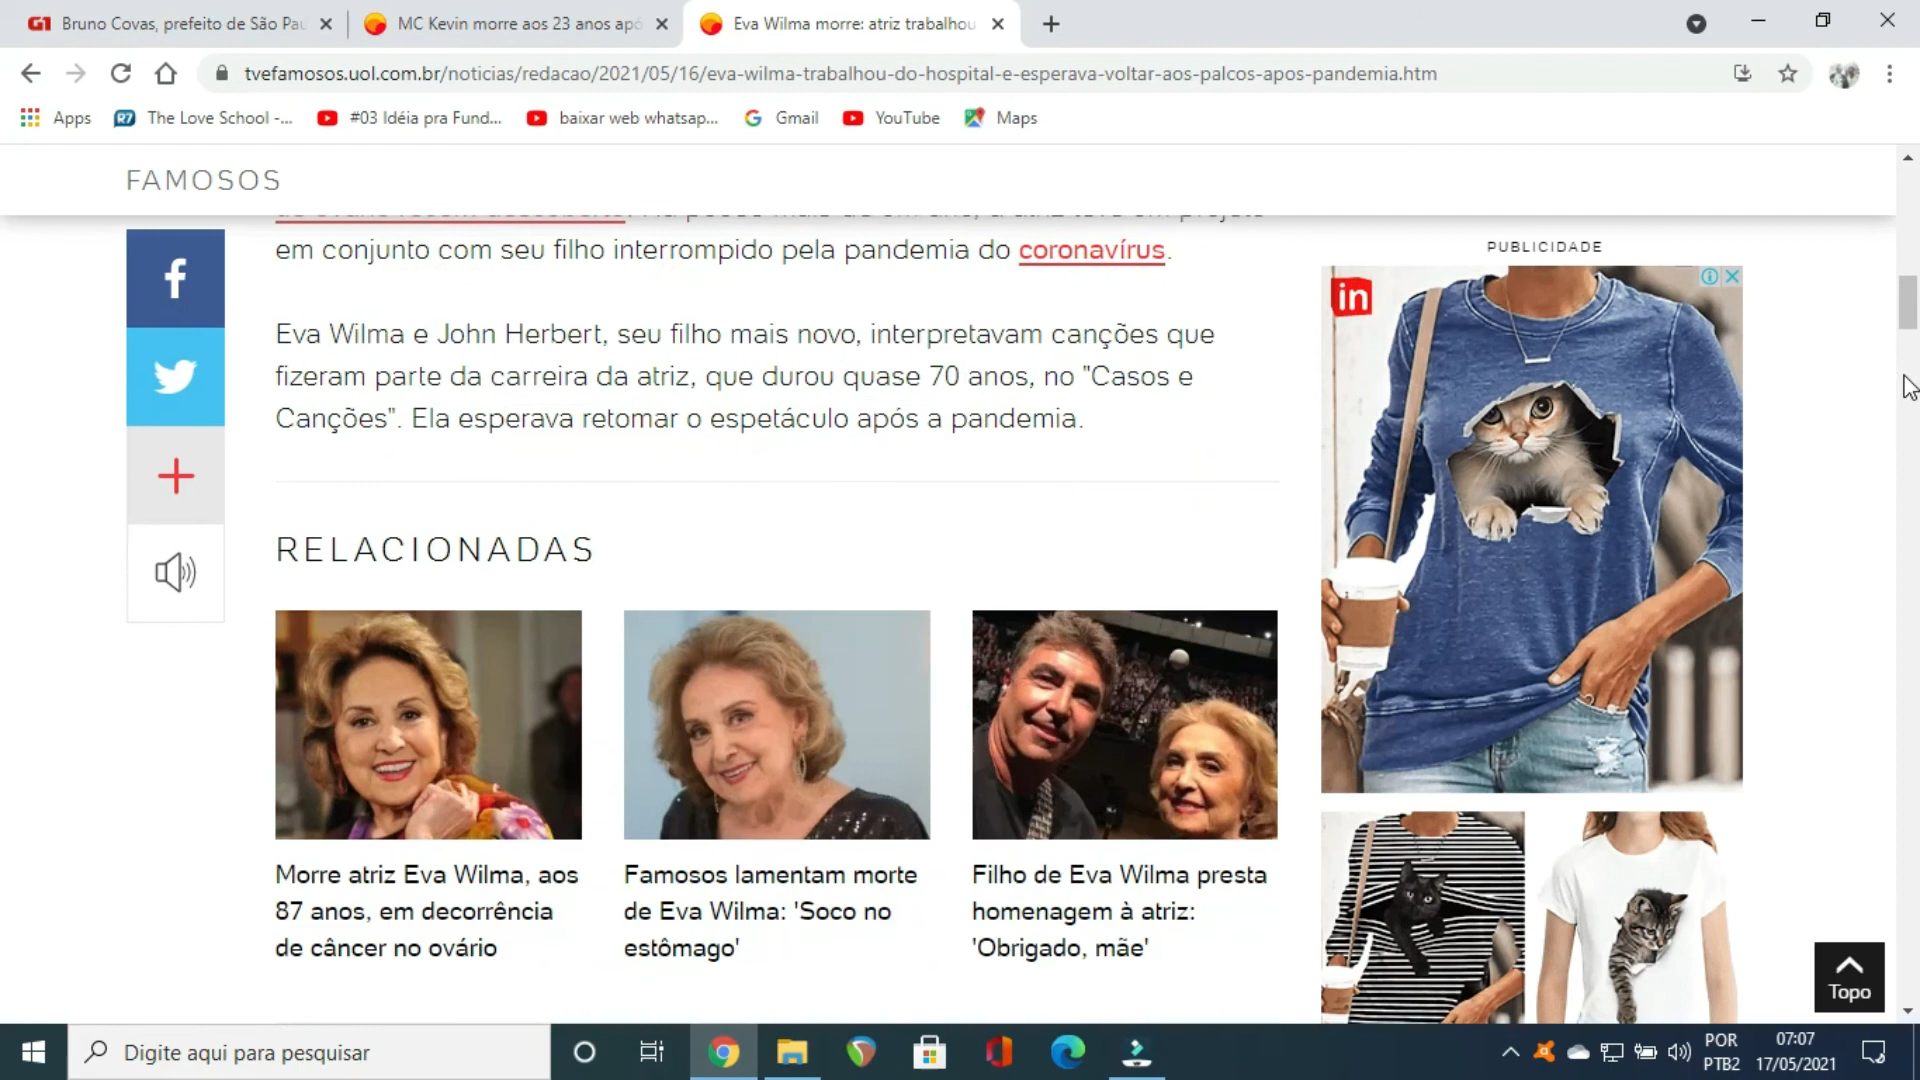 G1 Bruno Covas, prefeito de São Pau
MC Kevin morre aos 23 anos apó
Eva Wilma morre: atriz trabalhou
tvefamosos.uol.com.br/noticias/redacao/2021/05/16/eva-wilma-trabalhou-do-hospital-e-esperava-voltar-aos-palcos-apos-pandemia.htm
Apps
R7 The Love School -...
#03 Idéia pra Fund...
baixar web whatsap...
Gmail
YouTube
Maps
FAMOSOS
em conjunto com seu filho interrompido pela pandemia do coronavírus.
Eva Wilma e John Herbert, seu filho mais novo, interpretavam canções que
fizeram parte da carreira da atriz, que durou quase 70 anos, no "Casos e
Canções". Ela esperava retomar o espetáculo após a pandemia.
PUBLICIDADE
in
RELACIONADAS
Morre atriz Eva Wilma, aos
87 anos, em decorrência
de câncer no ovário
Famosos lamentam morte
de Eva Wilma: 'Soco no
estômago'
Filho de Eva Wilma presta
homenagem à atriz:
'Obrigado, mãe'
Topo
Digite aqui para pesquisar
POR
PTB2
07:07
17/05/2021